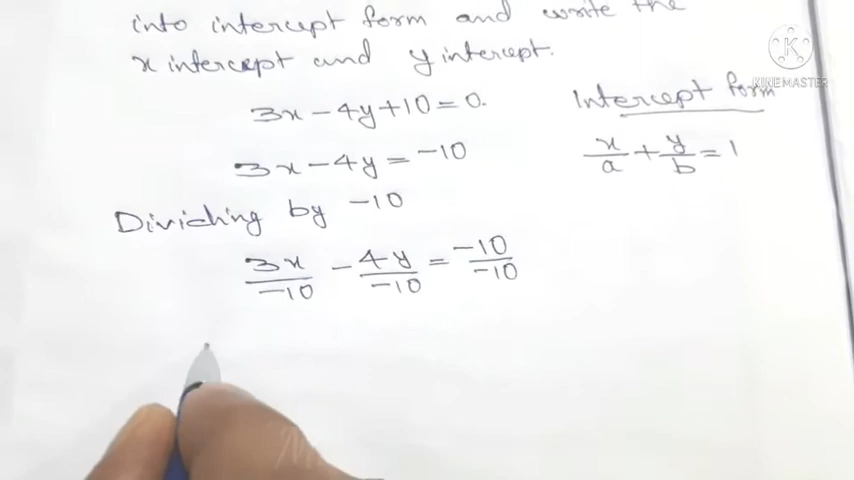 into intercept form and write the
x intercept and y intercept.
3x - 4y + 10 = 0.
3x - 4y = -10
Dividing by -10
3x/-10 - 4y/-10 = -10/-10
Intercept form
x/a + y/b = 1
KINEMASTER